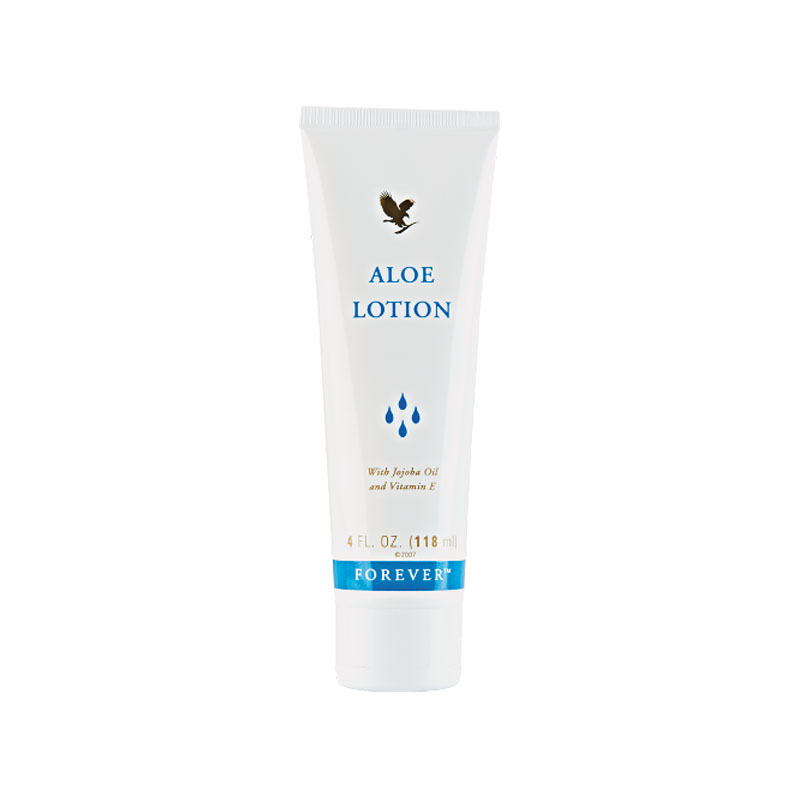 ALOE
LOTION
With Jojoba Oil
and Vitamin E
4 FL. OZ. (118 ml)
©2007
FOREVER™